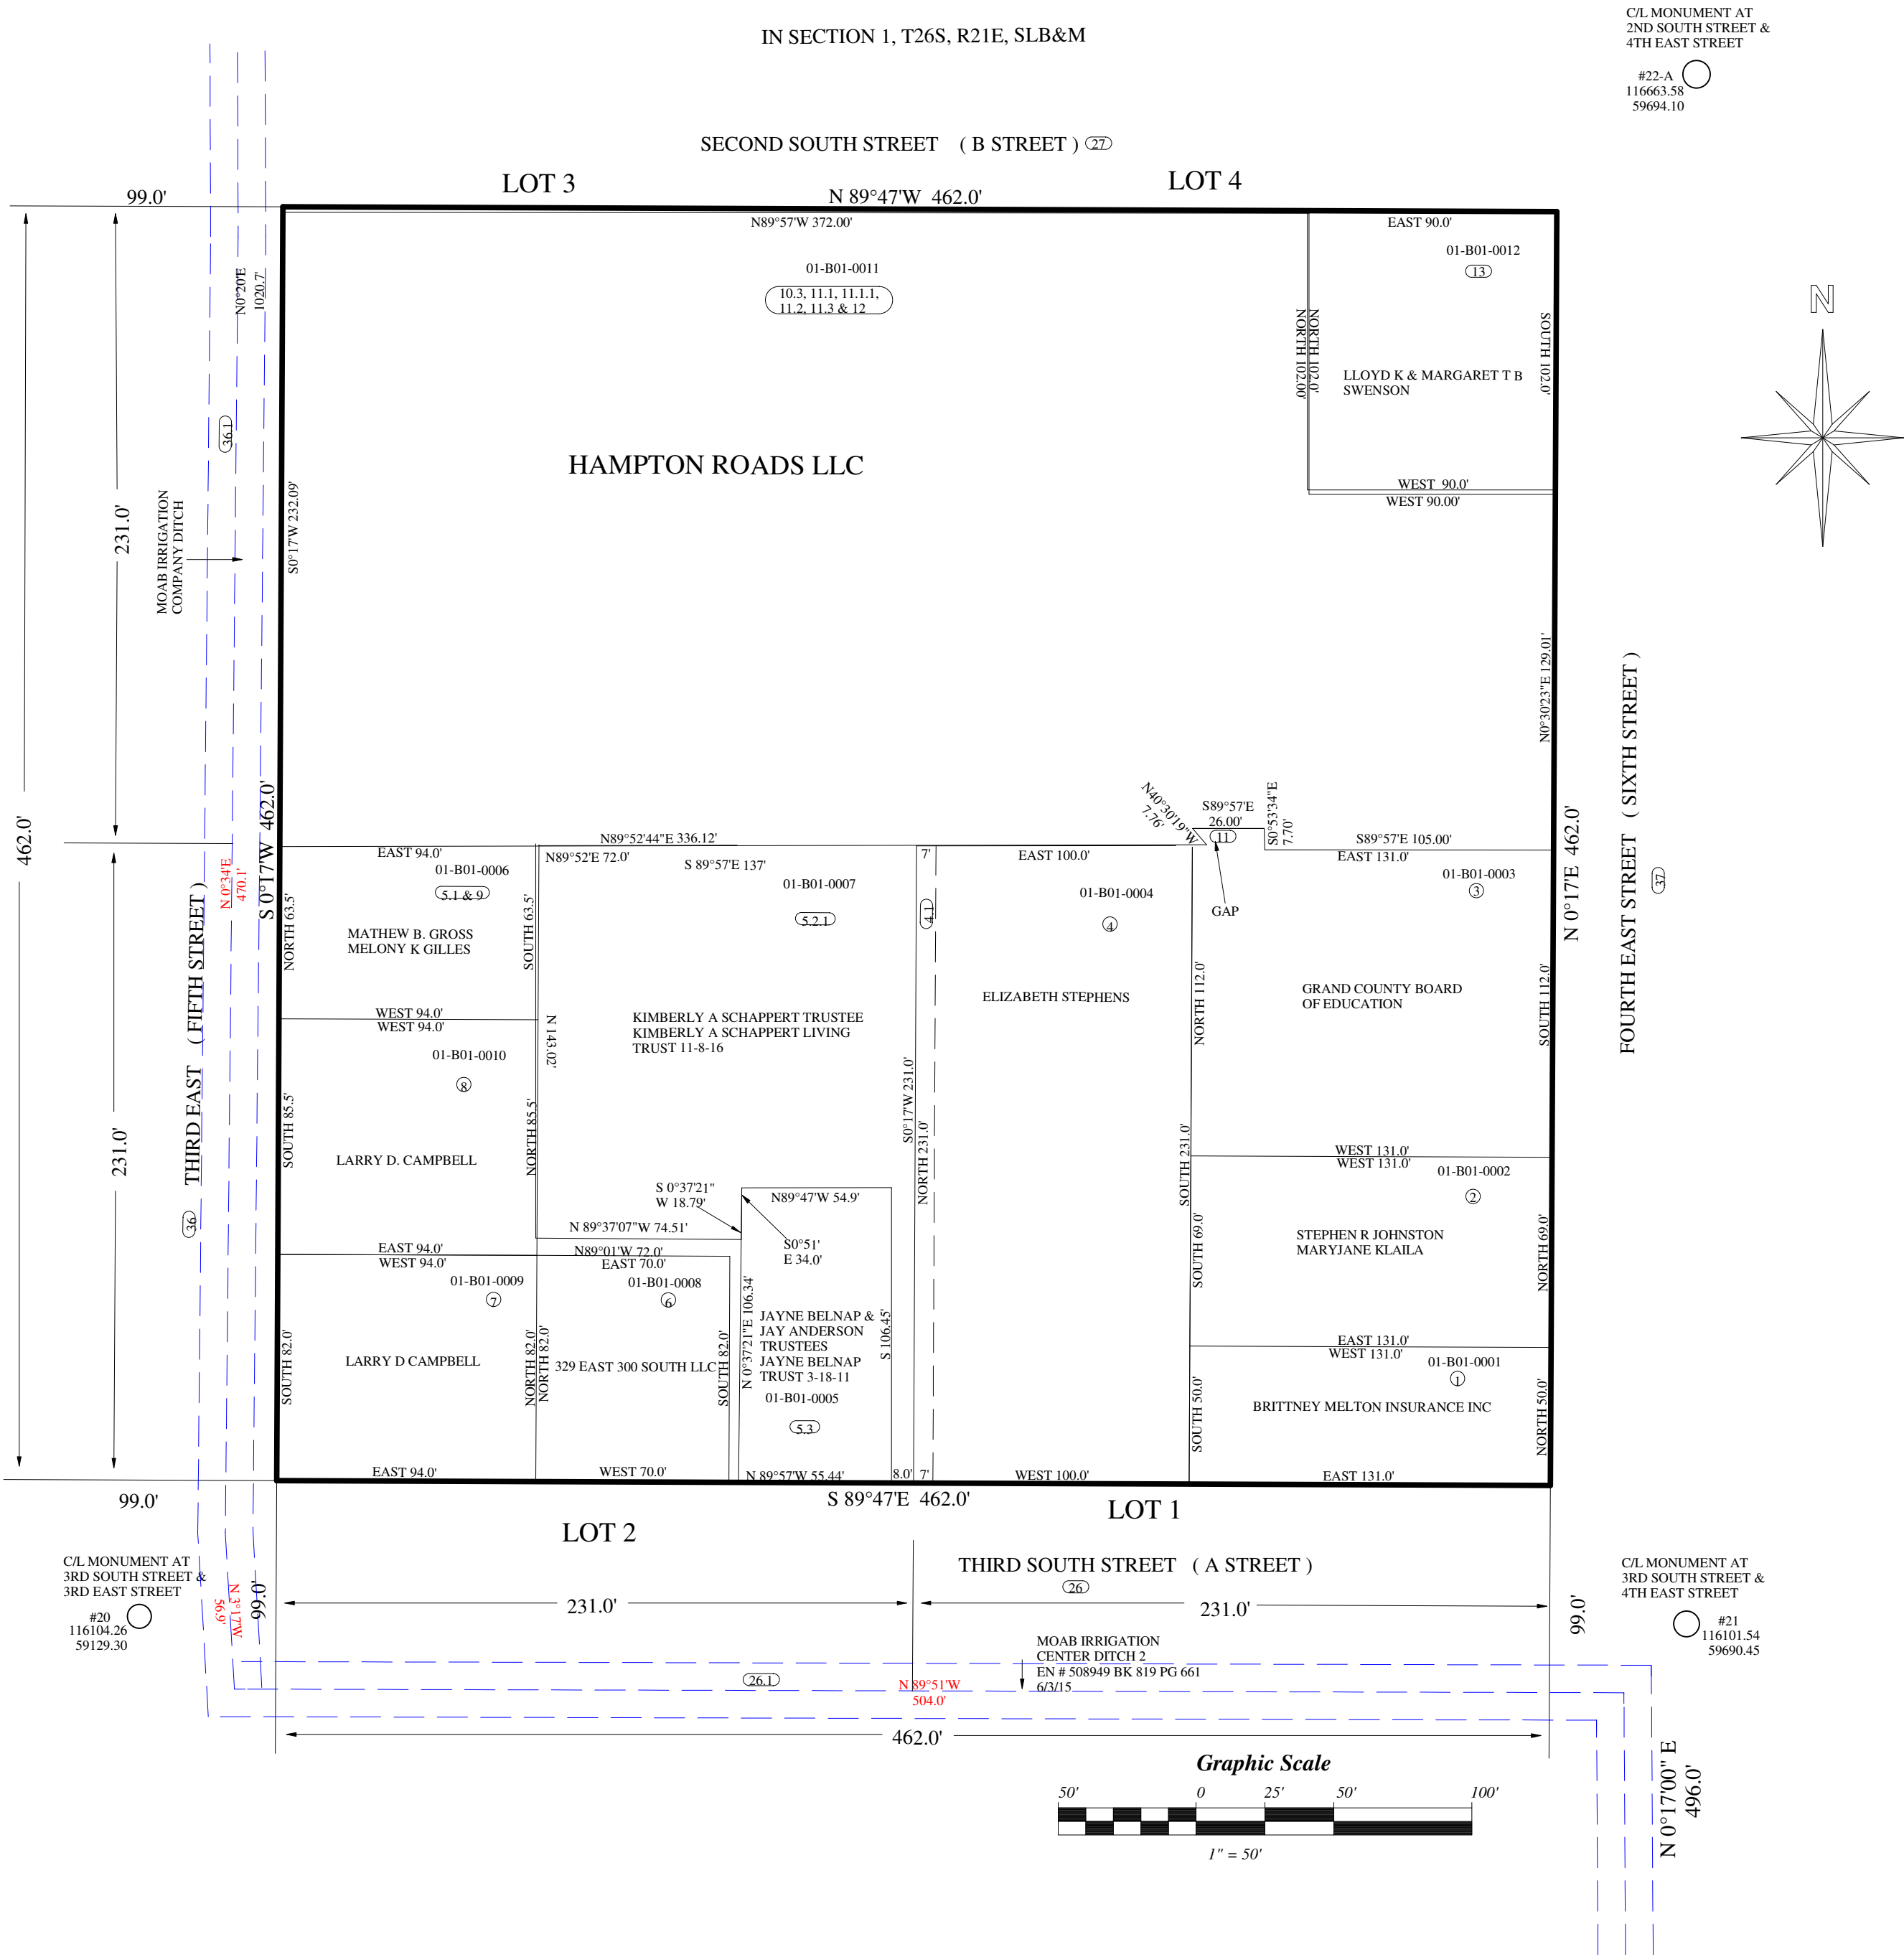 IN SECTION 1, T26S, R21E, SLB&M
C/L MONUMENT AT
2ND SOUTH STREET &
4TH EAST STREET
#22-A
116663.58
59694.10
SECOND SOUTH STREET ( B STREET ) 27
LOT 3
LOT 4
99.0'
N 89°47'W 462.0'
N89°57'W 372.00'
EAST 90.0'
01-B01-0011
10.3, 11.1, 11.1.1,
11.2, 11.3 & 12
01-B01-0012
13
N0°20'E
1020.7'
NORTH 102.00'
NORTH 102.0'
SOUTH 102.0'
LLOYD K & MARGARET T B
SWENSON
N
36.1
HAMPTON ROADS LLC
WEST 90.0'
WEST 90.00'
231.0'
S0°17'W 232.09'
MOAB IRRIGATION
COMPANY DITCH
N0°30'23"E 129.01'
462.0'
S 0°17'W 462.0'
N 0°34'E
470.1'
N40°30'19"W
7.76'
S89°57'E
26.00'
11
S0°53'34"E
7.70'
S89°57'E 105.00'
N89°52'44"E 336.12'
EAST 94.0'
N89°52'E 72.0'
S 89°57'E 137'
7'
EAST 100.0'
EAST 131.0'
01-B01-0006
5.1 & 9
01-B01-0007
5.2.1
4.1
01-B01-0004
4
GAP
01-B01-0003
3
N 0°17'E 462.0'
FOURTH EAST STREET ( SIXTH STREET )
37
NORTH 63.5'
SOUTH 63.5'
MATHEW B. GROSS
MELONY K GILLES
ELIZABETH STEPHENS
NORTH 112.0'
GRAND COUNTY BOARD
OF EDUCATION
SOUTH 112.0'
WEST 94.0'
WEST 94.0'
N 143.02'
KIMBERLY A SCHAPPERT TRUSTEE
KIMBERLY A SCHAPPERT LIVING
TRUST 11-8-16
01-B01-0010
8
THIRD EAST ( FIFTH STREET )
36
231.0'
SOUTH 85.5'
NORTH 85.5'
LARRY D. CAMPBELL
S0°17'W 231.0'
NORTH 231.0'
SOUTH 231.0'
WEST 131.0'
WEST 131.0'
01-B01-0002
2
S 0°37'21"
W 18.79'
N89°47'W 54.9'
N 89°37'07"W 74.51'
S0°51'
E 34.0'
SOUTH 69.0'
STEPHEN R JOHNSTON
MARYJANE KLAILA
NORTH 69.0'
EAST 94.0'
WEST 94.0'
N89°01'W 72.0'
EAST 70.0'
01-B01-0009
7
01-B01-0008
6
SOUTH 82.0'
LARRY D CAMPBELL
NORTH 82.0'
NORTH 82.0'
329 EAST 300 SOUTH LLC
SOUTH 82.0'
N 0°37'21"E 106.34'
JAYNE BELNAP &
JAY ANDERSON
TRUSTEES
JAYNE BELNAP
TRUST 3-18-11
01-B01-0005
5.3
S 106.45'
EAST 131.0'
WEST 131.0'
01-B01-0001
1
SOUTH 50.0'
BRITTNEY MELTON INSURANCE INC
NORTH 50.0'
EAST 94.0'
WEST 70.0'
N 89°57'W 55.44'
8.0'
7'
WEST 100.0'
EAST 131.0'
99.0'
S 89°47'E 462.0'
LOT 2
LOT 1
C/L MONUMENT AT
3RD SOUTH STREET &
3RD EAST STREET
#20
116104.26
59129.30
N 3°17'W
56.9'
99.0'
THIRD SOUTH STREET ( A STREET )
26
231.0'
231.0'
99.0'
C/L MONUMENT AT
3RD SOUTH STREET &
4TH EAST STREET
#21
116101.54
59690.45
MOAB IRRIGATION
CENTER DITCH 2
EN # 508949 BK 819 PG 661
6/3/15
26.1
N 89°51'W
504.0'
462.0'
N 0°17'00" E
496.0'
Graphic Scale
50' 0 25' 50' 100'
1" = 50'